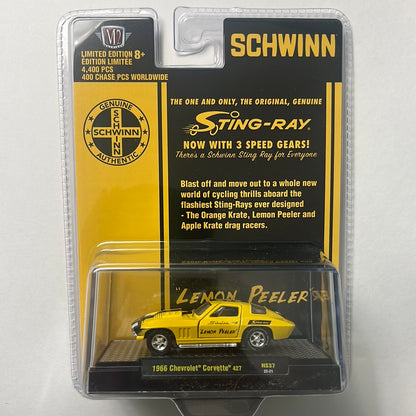 M2
LIMITED EDITION 8+
EDITION LIMITÉE
4,400 PCS
400 CHASE PCS WORLDWIDE
SCHWINN
GENUINE
SCHWINN
SCHWINN
AUTHENTIC
THE ONE AND ONLY, THE ORIGINAL, GENUINE
STING-RAY®
NOW WITH 3 SPEED GEARS!
There's a Schwinn Sting Ray for Everyone
Blast off and move out to a whole new
world of cycling thrills aboard the
flashiest Sting-Rays ever designed
- The Orange Krate, Lemon Peeler and
Apple Krate drag racers.
"LEMON PEELER"
Schwinn
"LEMON PEELER"
1966 Chevrolet® Corvette® 427
HS37